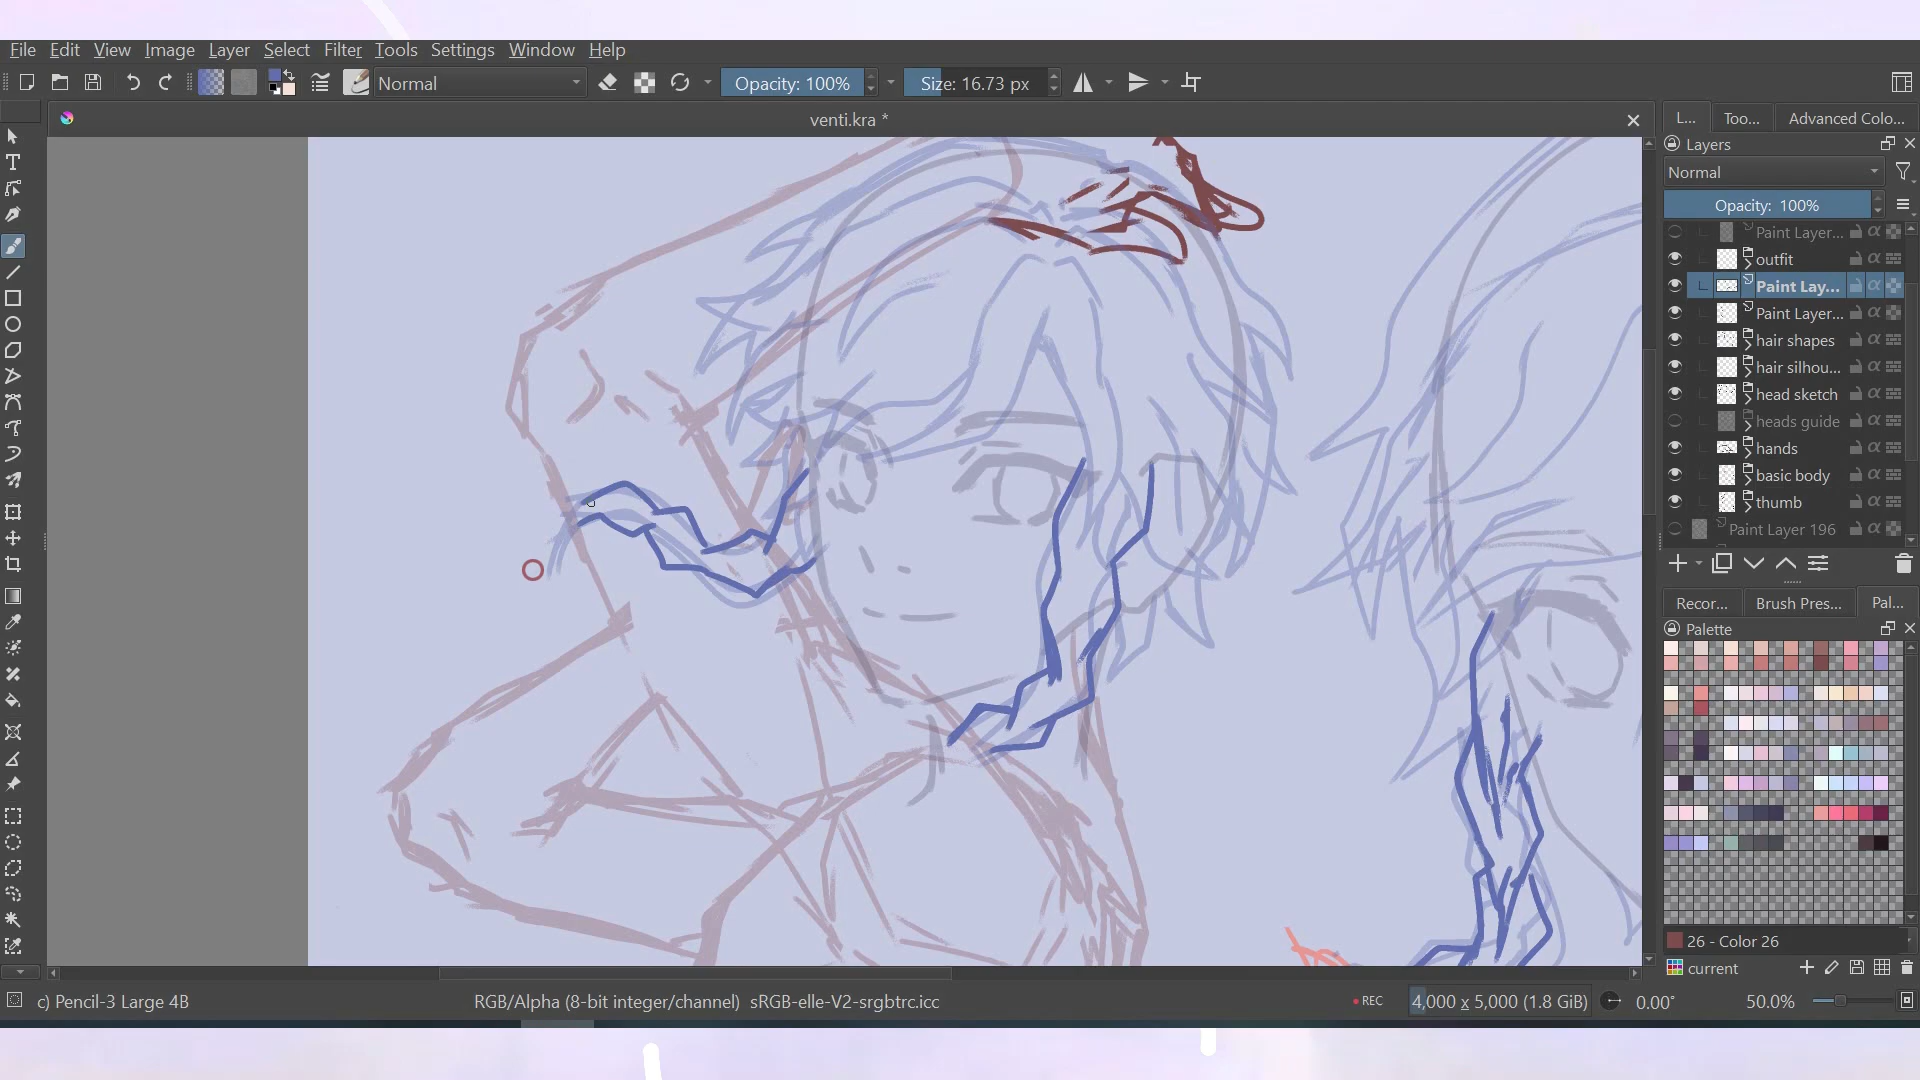 File Edit View Image Layer Select Filter Tools Settings Window Help
Normal Opacity: 100% Size: 16.73 px
venti.kra *
L... Too... Advanced Colo...
Layers
Normal
Opacity: 100%
Paint Layer...
outfit
Paint Lay...
Paint Layer...
hair shapes
hair silhou...
head sketch
heads guide
hands
basic body
thumb
Paint Layer 196
Recor... Brush Pres... Pal...
Palette
26 - Color 26
current
c) Pencil-3 Large 4B RGB/Alpha (8-bit integer/channel) sRGB-elle-V2-srgbtrc.icc REC 4,000 x 5,000 (1.8 GiB) 0.00° 50.0%